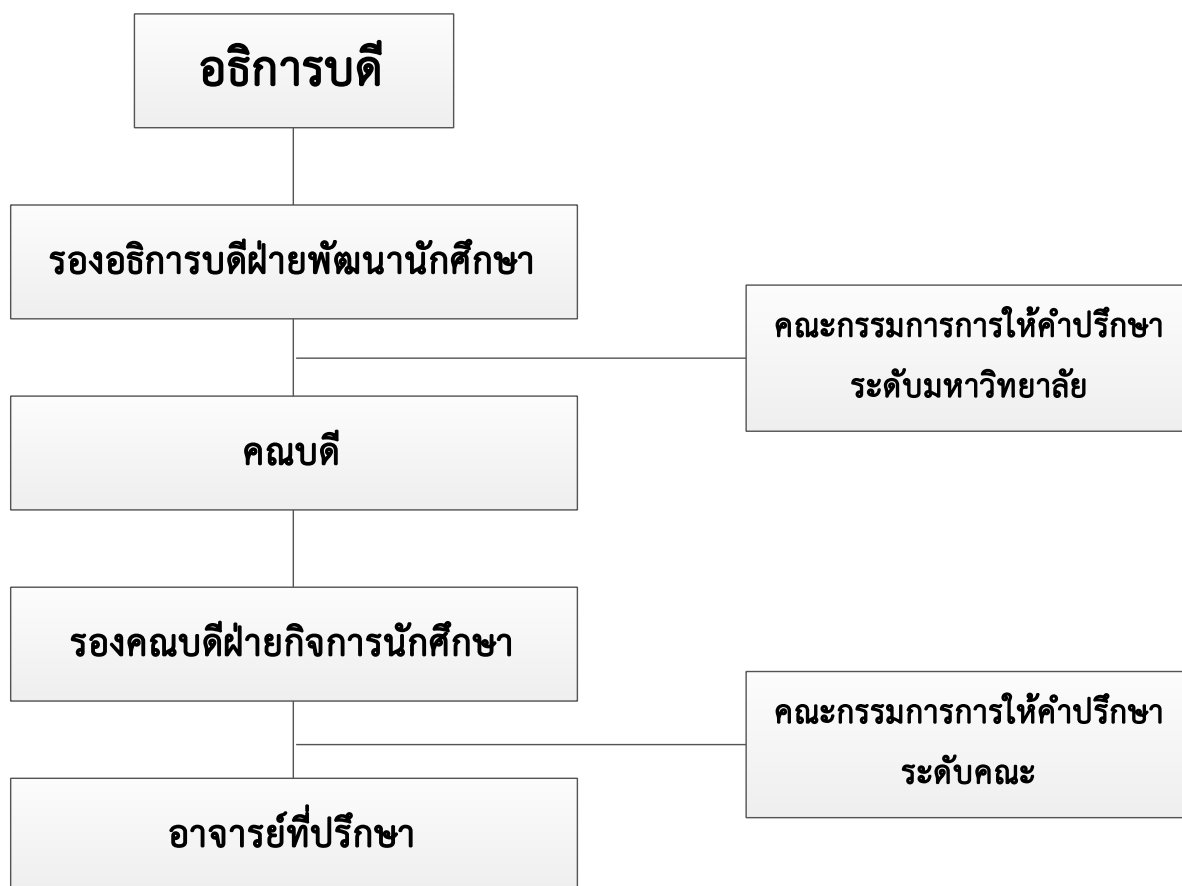 อธิการบดี
รองอธิการบดีฝ่ายพัฒนานักศึกษา
คณะกรรมการการให้คำปรึกษา
ระดับมหาวิทยาลัย
คณบดี
รองคณบดีฝ่ายกิจการนักศึกษา
คณะกรรมการการให้คำปรึกษา
ระดับคณะ
อาจารย์ที่ปรึกษา